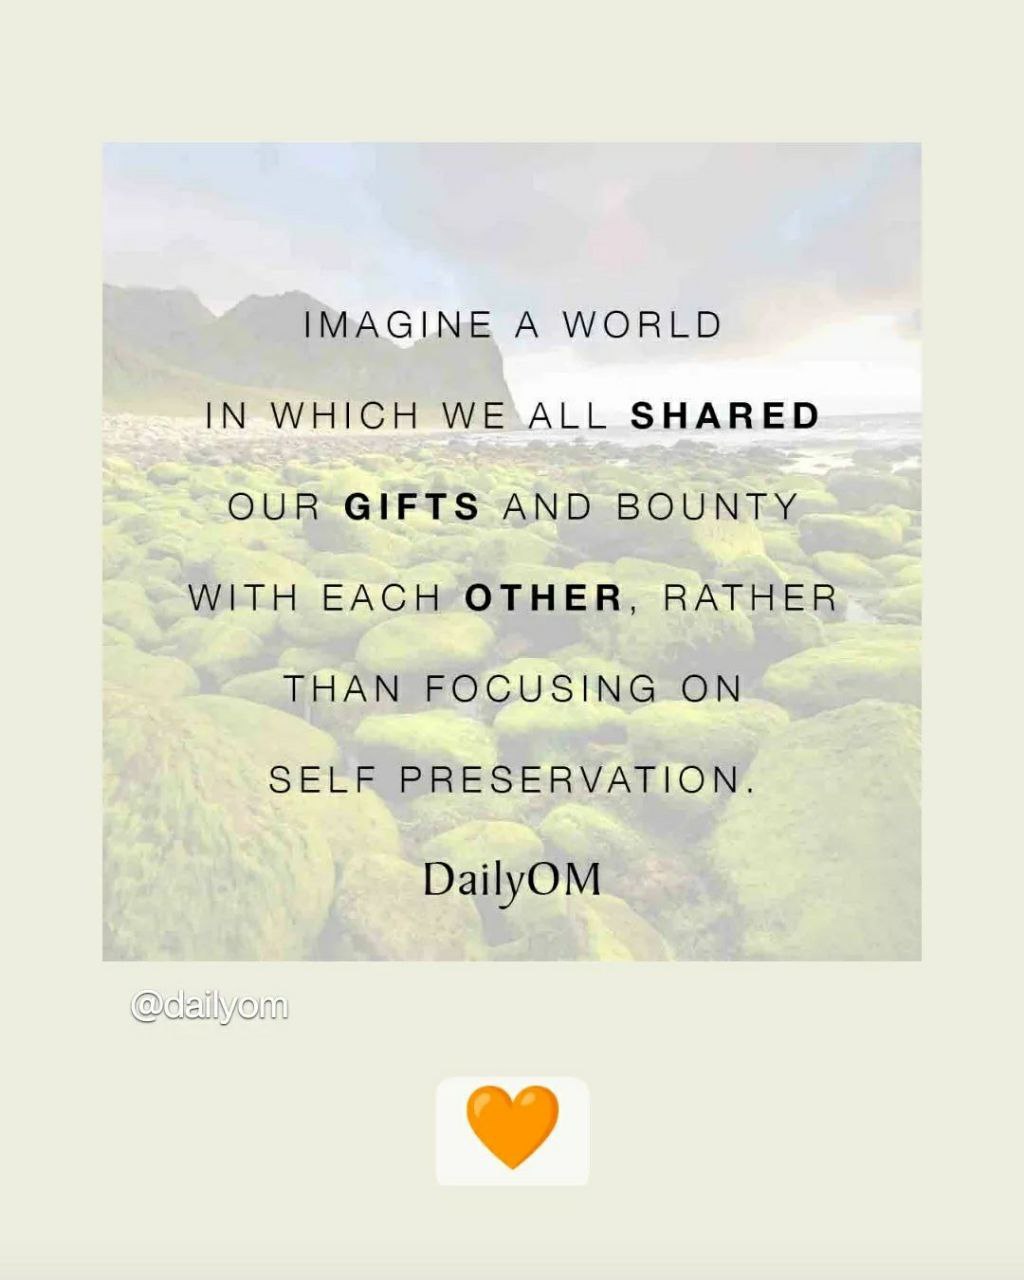 IMAGINE A WORLD
IN WHICH WE ALL SHARED
OUR GIFTS AND BOUNTY
WITH EACH OTHER, RATHER
THAN FOCUSING ON
SELF PRESERVATION.
DailyOM
@dailyom